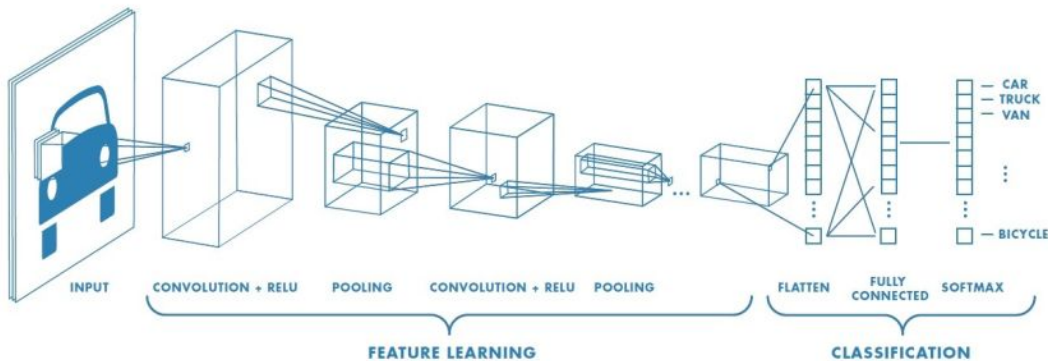 CAR
TRUCK
VAN
BICYCLE
INPUT
CONVOLUTION + RELU
POOLING
CONVOLUTION + RELU
POOLING
FLATTEN
FULLY
CONNECTED
SOFTMAX
FEATURE LEARNING
CLASSIFICATION